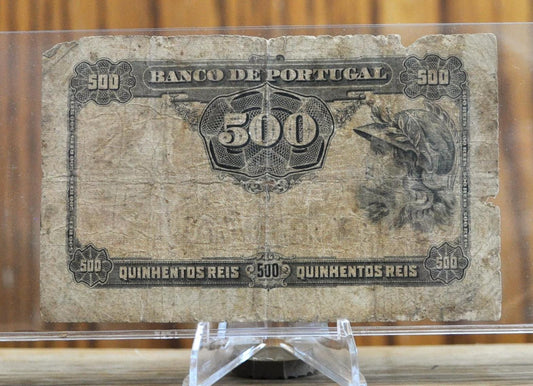 500 BANCO DE PORTUGAL 500
500
500 QUINHENTOS REIS 500 QUINHENTOS REIS 500